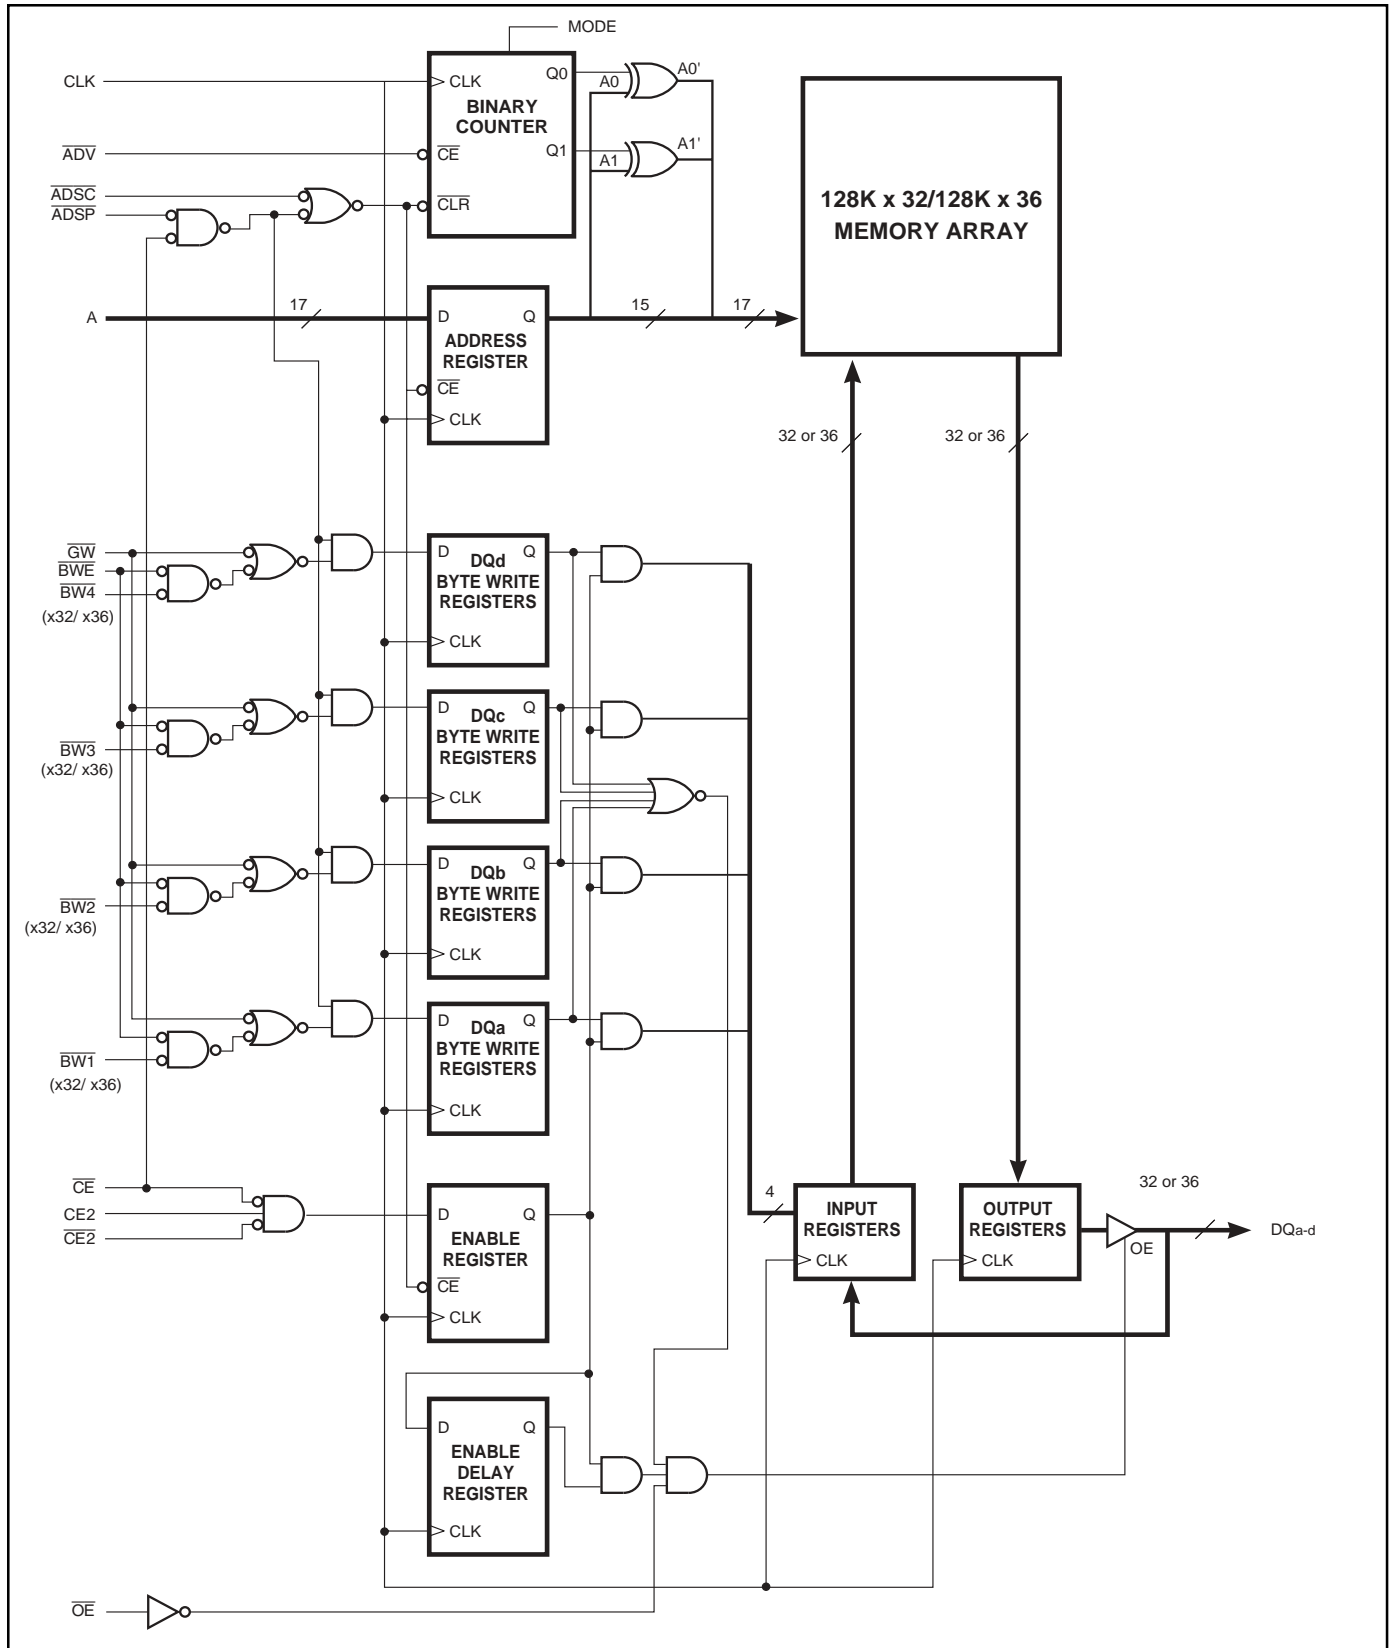 MODE
CLK
CLK
Q0
A0
A0'
BINARY
COUNTER
ADV
CE
Q1
A1
A1'
ADSC
ADSP
CLR
128K x 32/128K x 36
MEMORY ARRAY
A
17
D
Q
15
17
ADDRESS
REGISTER
CE
CLK
32 or 36
32 or 36
GW
BWE
BW4
(x32/ x36)
D
Q
DQd
BYTE WRITE
REGISTERS
CLK
BW3
(x32/ x36)
D
Q
DQc
BYTE WRITE
REGISTERS
CLK
BW2
(x32/ x36)
D
Q
DQb
BYTE WRITE
REGISTERS
CLK
BW1
(x32/ x36)
D
Q
DQa
BYTE WRITE
REGISTERS
CLK
CE
CE2
CE2
D
Q
ENABLE
REGISTER
CE
CLK
4
INPUT
REGISTERS
CLK
OUTPUT
REGISTERS
CLK
32 or 36
OE
DQa-d
D
Q
ENABLE
DELAY
REGISTER
CLK
OE